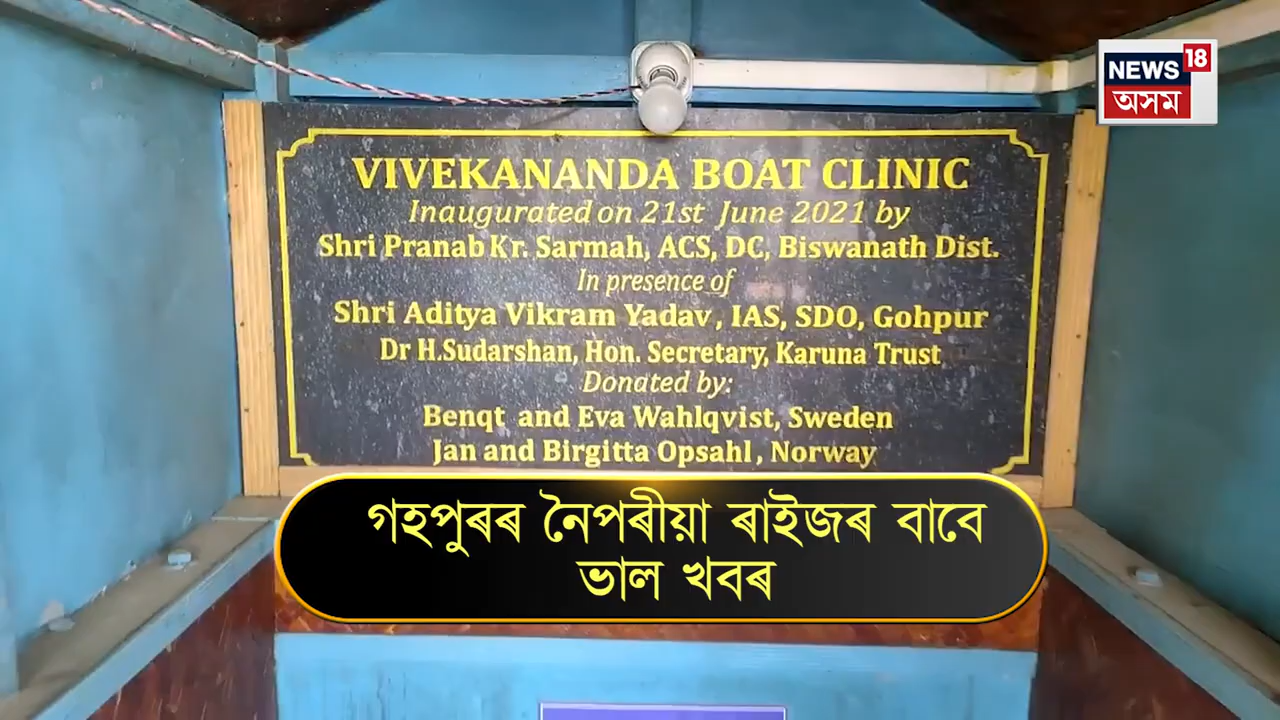 NEWS 18
অসম
VIVEKANANDA BOAT CLINIC
Inaugurated on 21st June 2021 by
Shri Pranab Kr. Sarmah, ACS, DC, Biswanath Dist.
In presence of
Shri Aditya Vikram Yadav, IAS, SDO, Gohpur
Dr H.Sudarshan, Hon. Secretary, Karuna Trust
Donated by:
Benqt and Eva Wahlqvist, Sweden
Jan and Birgitta Opsahl, Norway
গহপুৰৰ নৈপৰীয়া ৰাইজৰ বাবে
ভাল খবৰ